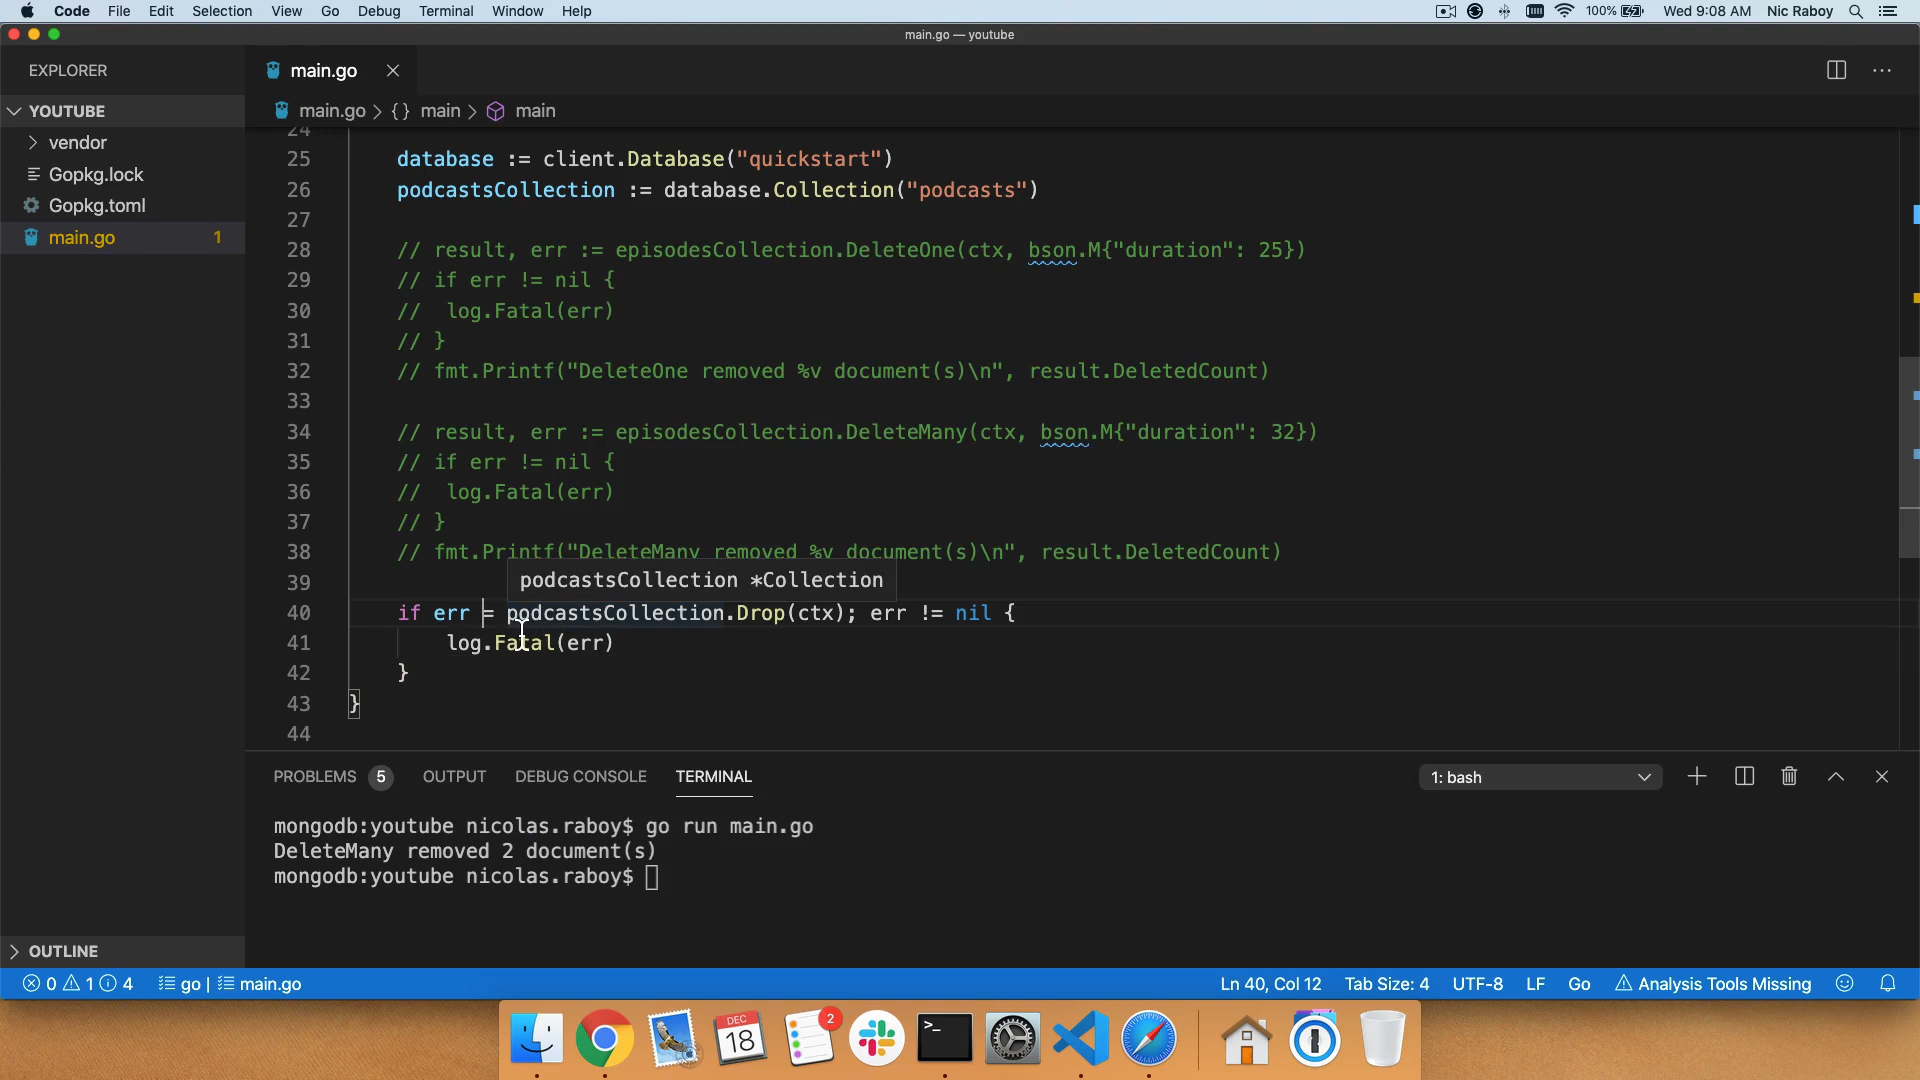 Code File Edit Selection View Go Debug Terminal Window Help
100% Wed 9:08 AM Nic Raboy
main.go — youtube
EXPLORER
YOUTUBE
vendor
Gopkg.lock
Gopkg.toml
main.go 1
OUTLINE
main.go
main.go > {} main > main
24
25 database := client.Database("quickstart")
26 podcastsCollection := database.Collection("podcasts")
27
28 // result, err := episodesCollection.DeleteOne(ctx, bson.M{"duration": 25})
29 // if err != nil {
30 // log.Fatal(err)
31 // }
32 // fmt.Printf("DeleteOne removed %v document(s)\n", result.DeletedCount)
33
34 // result, err := episodesCollection.DeleteMany(ctx, bson.M{"duration": 32})
35 // if err != nil {
36 // log.Fatal(err)
37 // }
38 // fmt.Printf("DeleteMany removed %v document(s)\n", result.DeletedCount)
podcastsCollection *Collection
39
40 if err = podcastsCollection.Drop(ctx); err != nil {
41 log.Fatal(err)
42 }
43 }
44
PROBLEMS 5 OUTPUT DEBUG CONSOLE TERMINAL 1: bash
mongodb:youtube nicolas.raboy$ go run main.go
DeleteMany removed 2 document(s)
mongodb:youtube nicolas.raboy$
0 1 4 go | main.go Ln 40, Col 12 Tab Size: 4 UTF-8 LF Go Analysis Tools Missing
DEC
18
2
>_